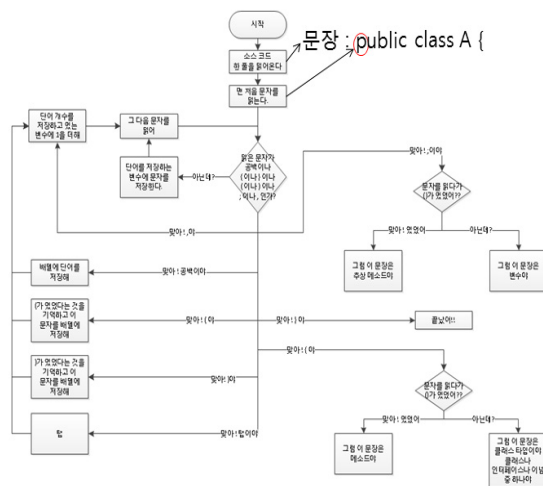 시작
소스 코드
한 줄을 읽어온다
문장 : public class A {
맨 처음 문자를
읽는다.
단어 개수를
저장하고 있는
변수에 1을 더해
그 다음 문자를
읽어
단어를 저장하는
변수에 문자를
저장한다.
아닌데?
읽은 문자가
공백이나
( 이나 ) 이나
{ 이나 } 이나
; 이나 , 인가?
맞아! ; 이야
문자를 읽다가
()가 있었어??
맞아! , 이
맞아! 있었어
아닌데?
그럼 이 문장은
추상 메소드야
그럼 이 문장은
변수야
배열에 단어를
저장해
맞아! 공백이야
(가 있었다는 것을
기억하고 이
문자를 배열에
저장해
맞아! ( 이
맞아! } 이
끝났어!!
)가 있었다는 것을
기억하고 이
문자를 배열에
저장해
맞아! ) 이야
맞아! { 이
문자를 읽다가
()가 있었어??
탭
맞아! 탭이야
맞아! 있었어
아닌데?
그럼 이 문장은
메소드야
그럼 이 문장은
클래스 타입이야
클래스나
인터페이스나 이넘
중 하나야